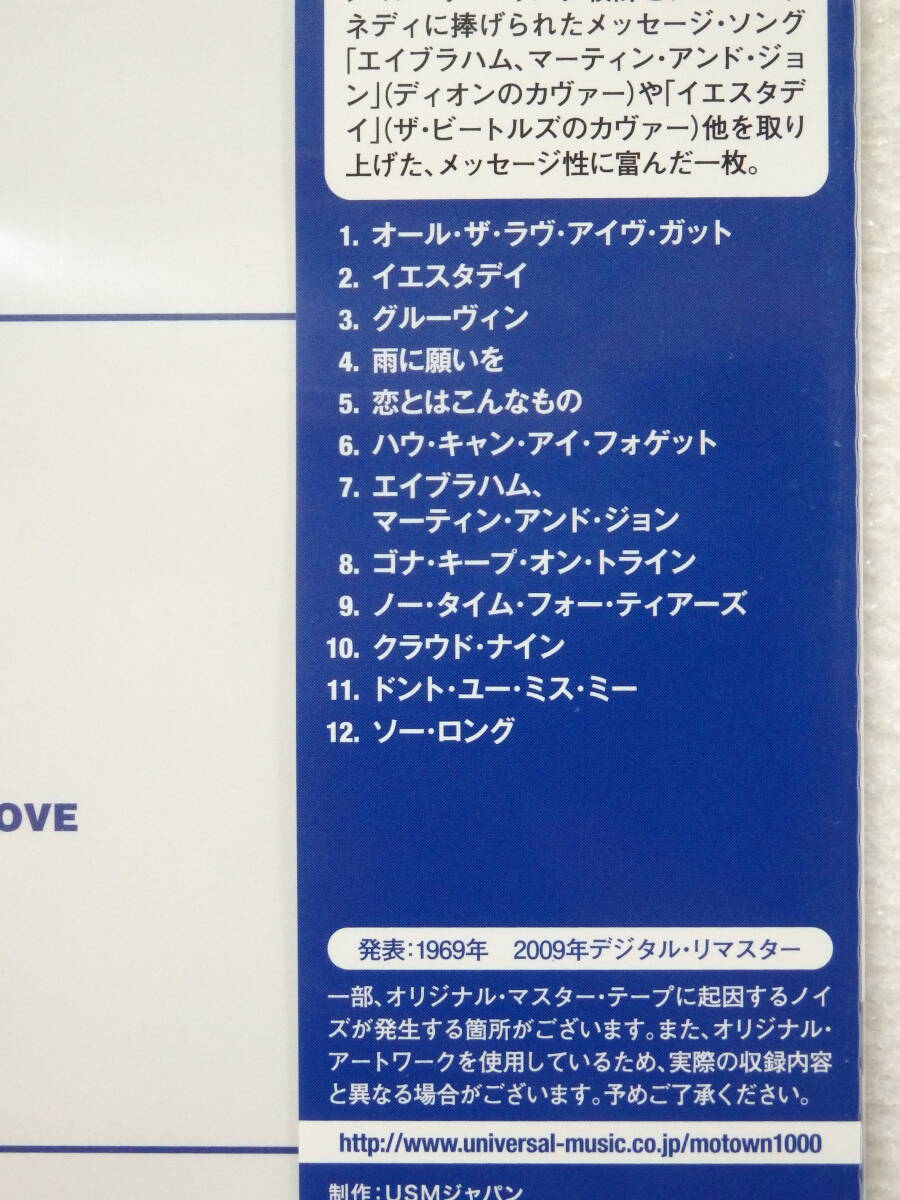 ネディに捧げられたメッセージ・ソング
「エイブラハム、マーティン・アンド・ジョ
ン」(ディオンのカヴァー)や「イエスタデ
イ」(ザ・ビートルズのカヴァー)他を取り
上げた、メッセージ性に富んだ一枚。
1. オール・ザ・ラヴ・アイヴ・ガット
2. イエスタデイ
3. グルーヴィン
4. 雨に願いを
5. 恋とはこんなもの
6. ハウ・キャン・アイ・フォゲット
7. エイブラハム、
マーティン・アンド・ジョン
8. ゴナ・キープ・オン・トライン
9. ノー・タイム・フォー・ティアーズ
10. クラウド・ナイン
11. ドント・ユー・ミス・ミー
12. ソー・ロング
OVE
発表:1969年 2009年デジタル・リマスター
一部、オリジナル・マスター・テープに起因するノイ
ズが発生する箇所がございます。また、オリジナル・
アートワークを使用しているため、実際の収録内容
と異なる場合がございます。予めご了承ください。
http://www.universal-music.co.jp/motown1000
制作:USMジャパン